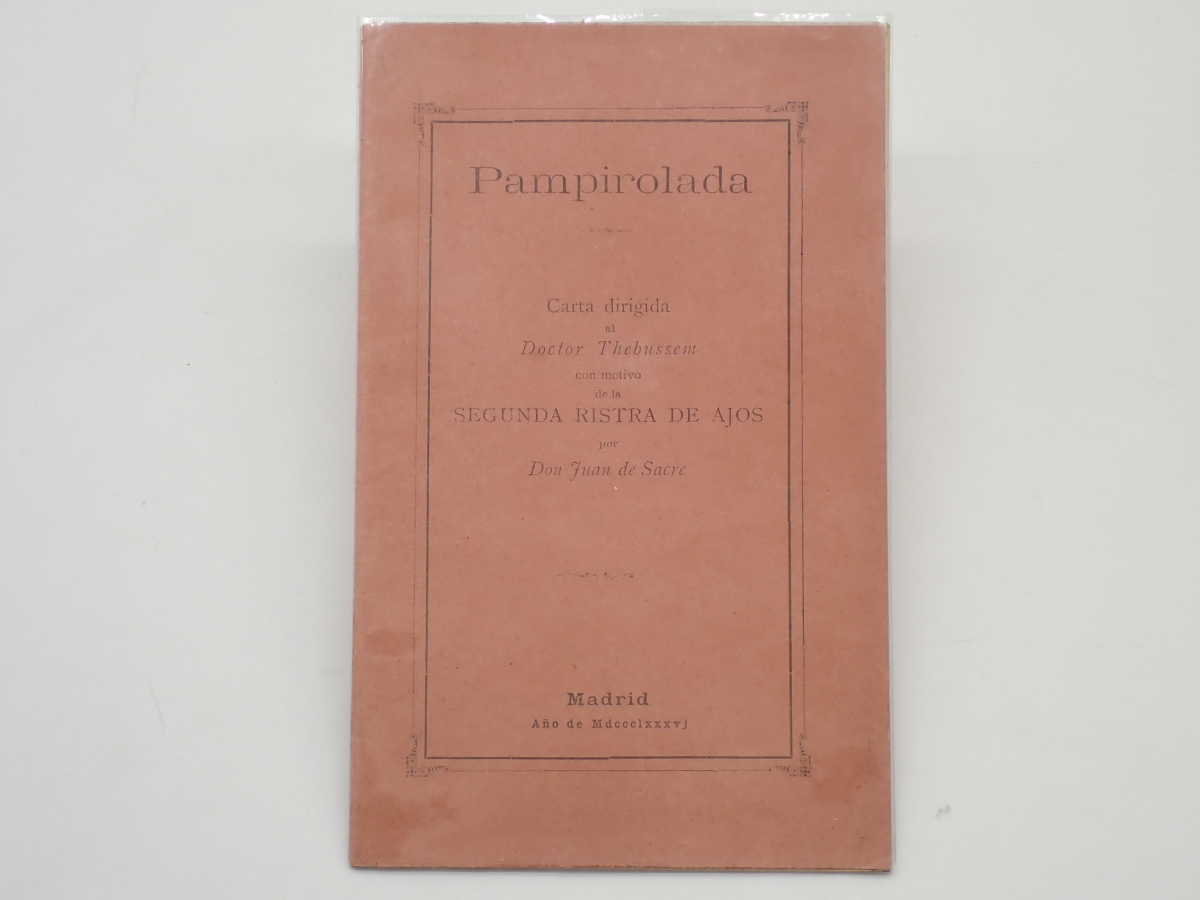 Pampirolada
Carta dirigida
al
Doctor Thebussem
con motivo
de la
SEGUNDA RISTRA DE AJOS
por
Don Juan de Sacre
Madrid
Año de Mdccclxxxvj